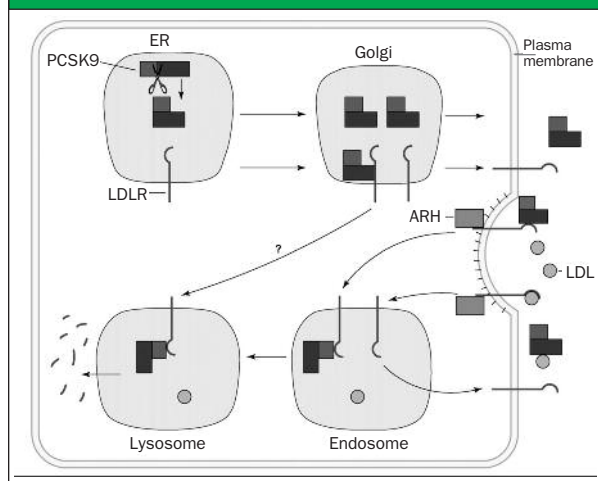 ER
Golgi
Plasma
membrane
PCSK9
LDLR
ARH
LDL
?
Lysosome
Endosome